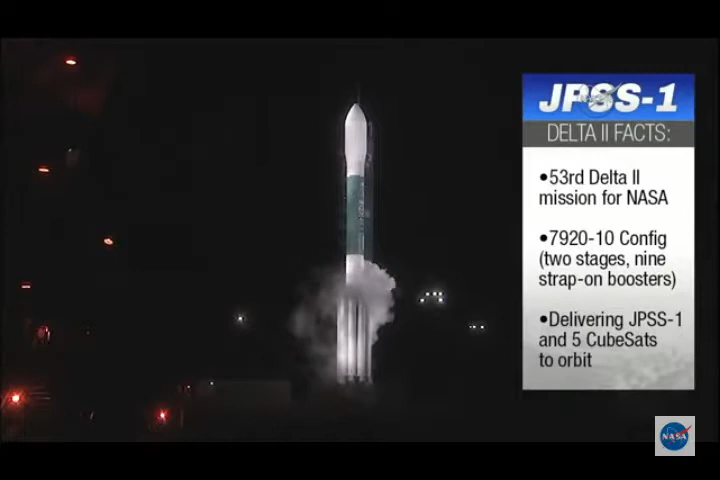 JPSS-1
DELTA II FACTS:
•53rd Delta II
mission for NASA
•7920-10 Config
(two stages, nine
strap-on boosters)
•Delivering JPSS-1
and 5 CubeSats
to orbit
NASA